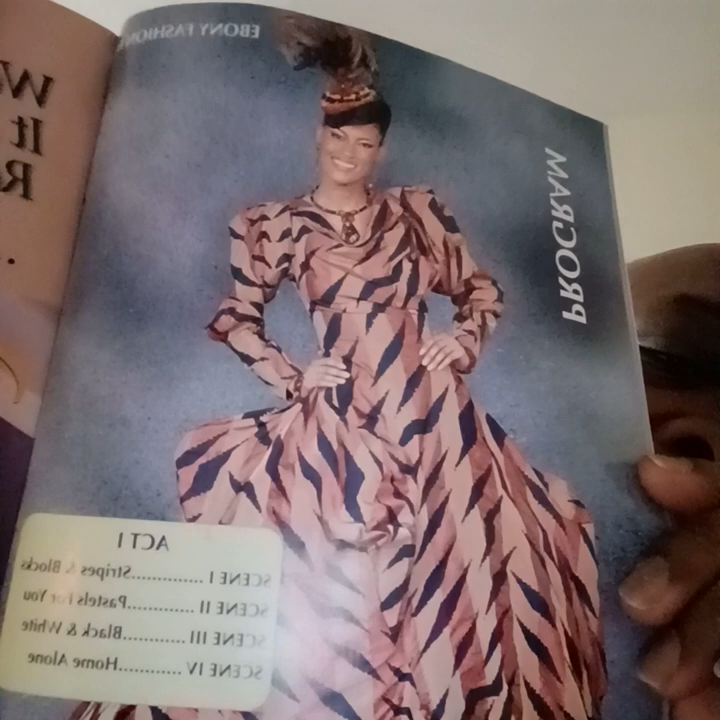 EBONY FASHION
PROGRAM
ACT I
SCENE I ..............Stripes & Blocks
SCENE II .............Pastels For You
SCENE III ............Black & White
SCENE IV ............Home Alone
It